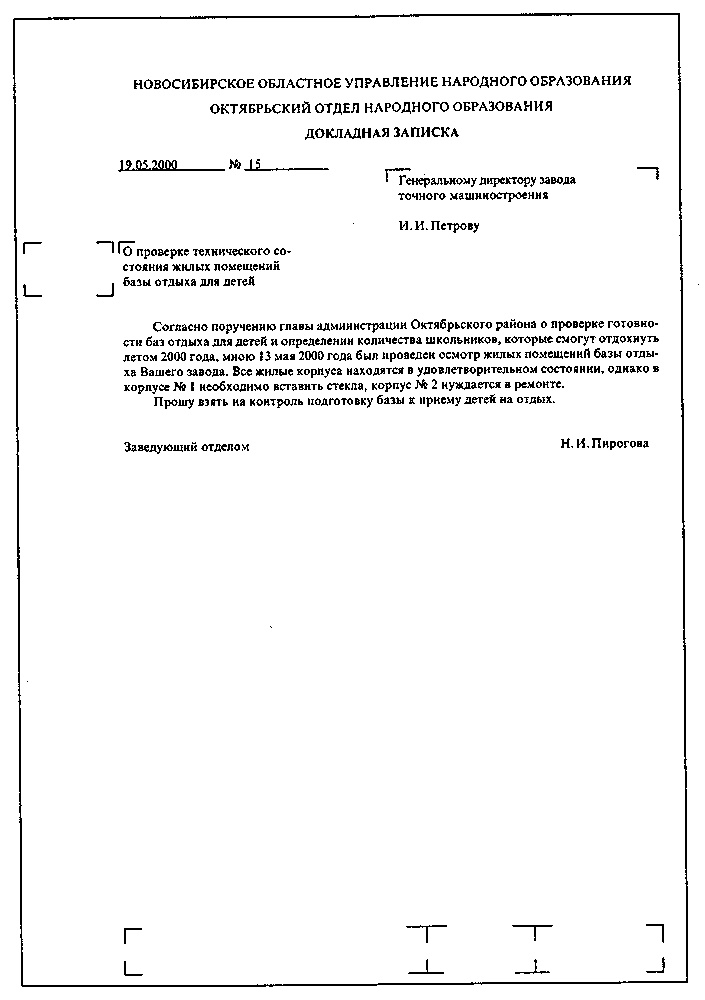 НОВОСИБИРСКОЕ ОБЛАСТНОЕ УПРАВЛЕНИЕ НАРОДНОГО ОБРАЗОВАНИЯ
ОКТЯБРЬСКИЙ ОТДЕЛ НАРОДНОГО ОБРАЗОВАНИЯ
ДОКЛАДНАЯ ЗАПИСКА
19.05.2000 № 15
Генеральному директору завода
точного машиностроения
И. И. Петрову
О проверке технического со-
стояния жилых помещений
базы отдыха для детей
Согласно поручению главы администрации Октябрьского района о проверке готовно-
сти баз отдыха для детей и определении количества школьников, которые смогут отдохнуть
летом 2000 года, мною 13 мая 2000 года был проведен осмотр жилых помещений базы отды-
ха Вашего завода. Все жилые корпуса находятся в удовлетворительном состоянии, однако в
корпусе № 1 необходимо вставить стекла, корпус № 2 нуждается в ремонте.
Прошу взять на контроль подготовку базы к приему детей на отдых.
Заведующий отделом Н. И. Пирогова